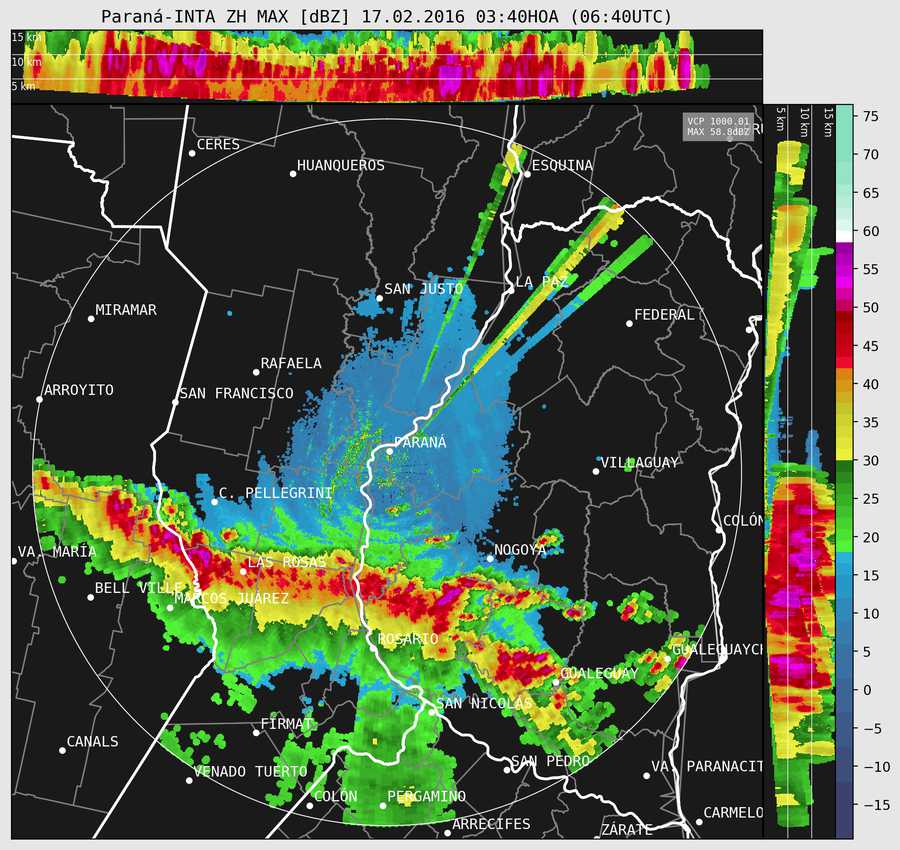 Paraná-INTA ZH MAX [dBZ] 17.02.2016 03:40HOA (06:40UTC)
15 km
10 km
5 km
5 km
10 km
15 km
VCP 1000.01
MAX 58.8dBZ
CERES
HUANQUEROS
ESQUINA
SAN JUSTO
LA PAZ
MIRAMAR
FEDERAL
RAFAELA
ARROYITO
SAN FRANCISCO
PARANÁ
VILLAGUAY
C. PELLEGRINI
COLÓN
VA. MARÍA
NOGOYA
LAS ROSAS
BELL VILLE
MARCOS JUÁREZ
ROSARIO
GUALEGUAYCH
GUALEGUAY
SAN NICOLÁS
FIRMAT
CANALS
SAN PEDRO
VA. PARANACIT
VENADO TUERTO
COLÓN
PERGAMINO
CARMELO
ARRECIFES
ZÁRATE
75
70
65
60
55
50
45
40
35
30
25
20
15
10
5
0
−5
−10
−15